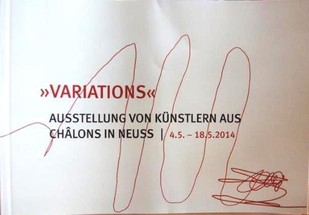 »VARIATIONS«
AUSSTELLUNG VON KÜNSTLERN AUS
CHÂLONS IN NEUSS | 4.5. – 18.5.2014